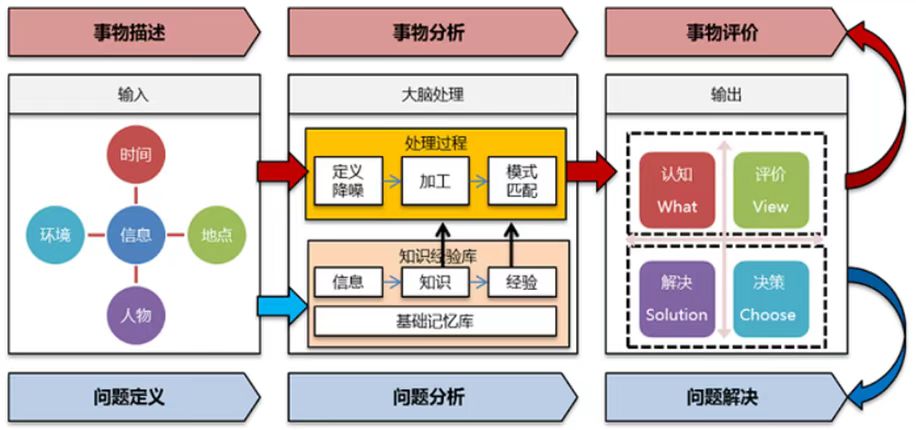 事物描述
事物分析
事物评价
输入
大脑处理
输出
时间
环境
信息
地点
人物
处理过程
定义
降噪
加工
模式
匹配
知识经验库
信息
知识
经验
基础记忆库
认知
What
评价
View
解决
Solution
决策
Choose
问题定义
问题分析
问题解决